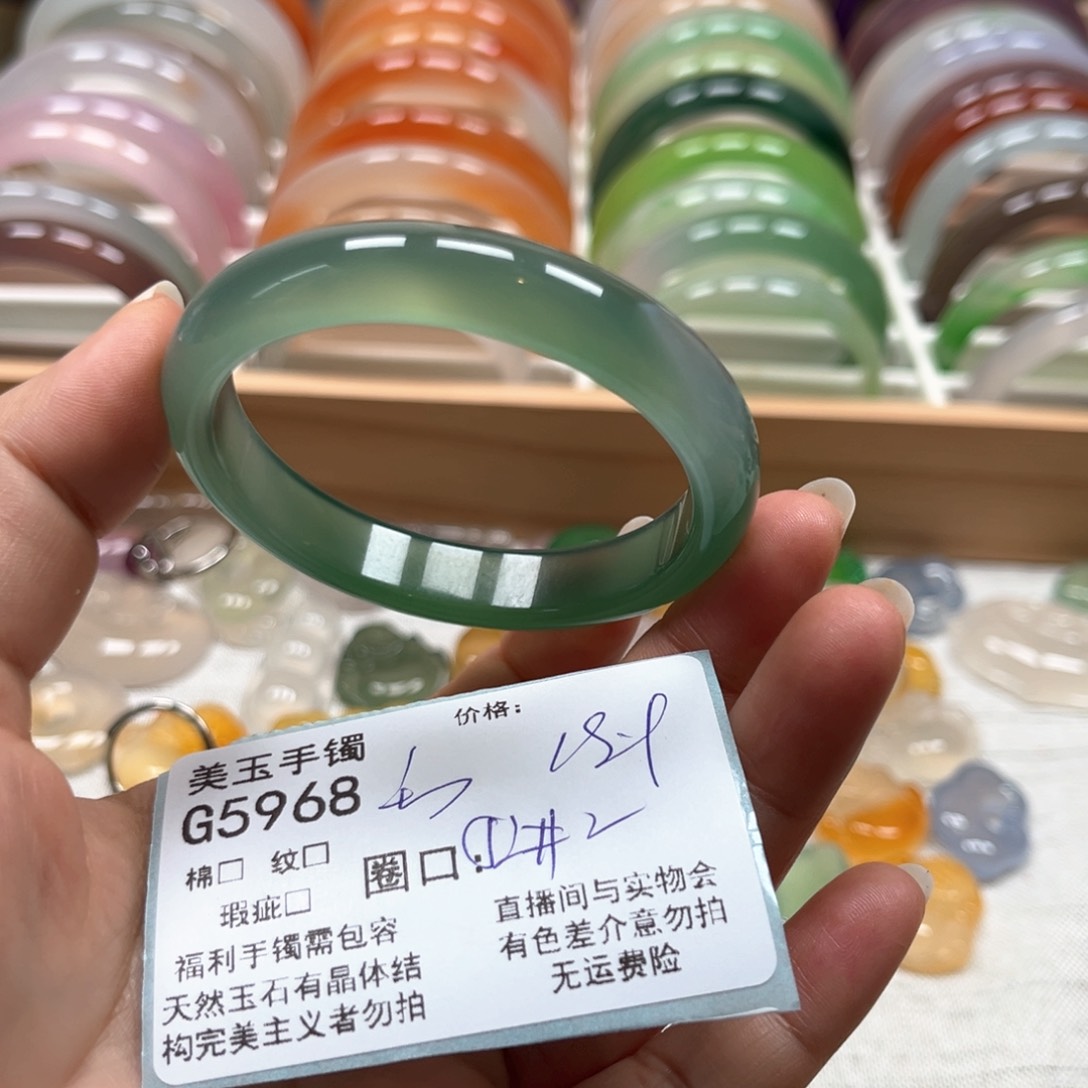 价格:
美玉手镯
G5968
棉□ 纹□
瑕疵□
圈口:①#2
福利手镯需包容
天然玉石有晶体结
构完美主义者勿拍
直播间与实物会
有色差介意勿拍
无运费险